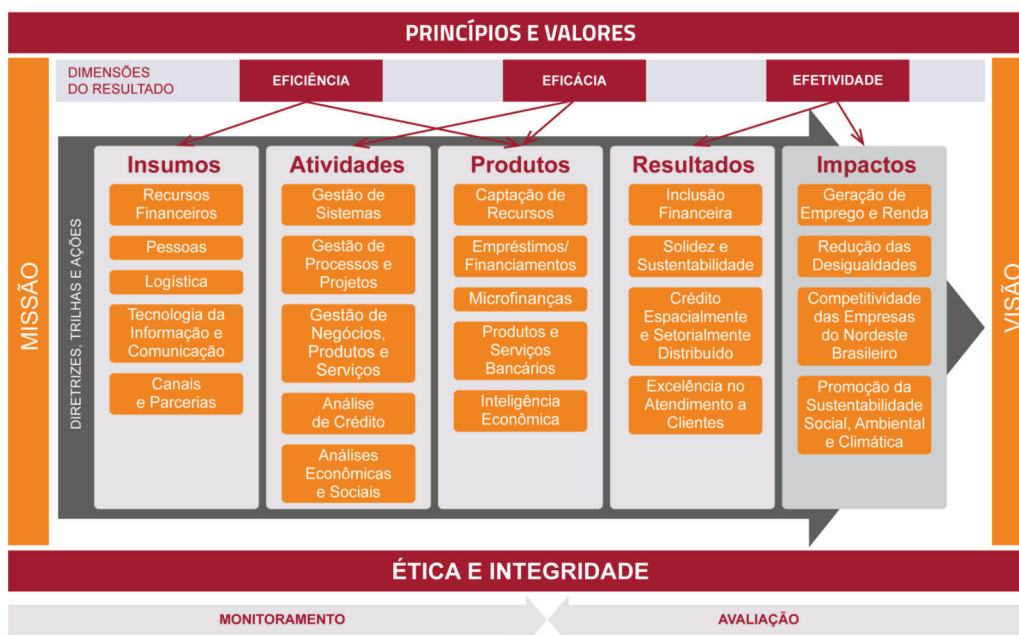 PRINCÍPIOS E VALORES
DIMENSÕES
DO RESULTADO
EFICIÊNCIA
EFICÁCIA
EFETIVIDADE
MISSÃO
DIRETRIZES, TRILHAS E AÇÕES
Insumos
Recursos
Financeiros
Pessoas
Logística
Tecnologia da
Informação e
Comunicação
Canais
e Parcerias
Atividades
Gestão de
Sistemas
Gestão de
Processos e
Projetos
Gestão de
Negócios,
Produtos e
Serviços
Análise
de Crédito
Análises
Econômicas
e Sociais
Produtos
Captação de
Recursos
Empréstimos/
Financiamentos
Microfinanças
Produtos e
Serviços
Bancários
Inteligência
Econômica
Resultados
Inclusão
Financeira
Solidez e
Sustentabilidade
Crédito
Espacialmente
e Setorialmente
Distribuído
Excelência no
Atendimento a
Clientes
Impactos
Geração de
Emprego e Renda
Redução das
Desigualdades
Competitividade
das Empresas
do Nordeste
Brasileiro
Promoção da
Sustentabilidade
Social, Ambiental
e Climática
VISÃO
ÉTICA E INTEGRIDADE
MONITORAMENTO
AVALIAÇÃO